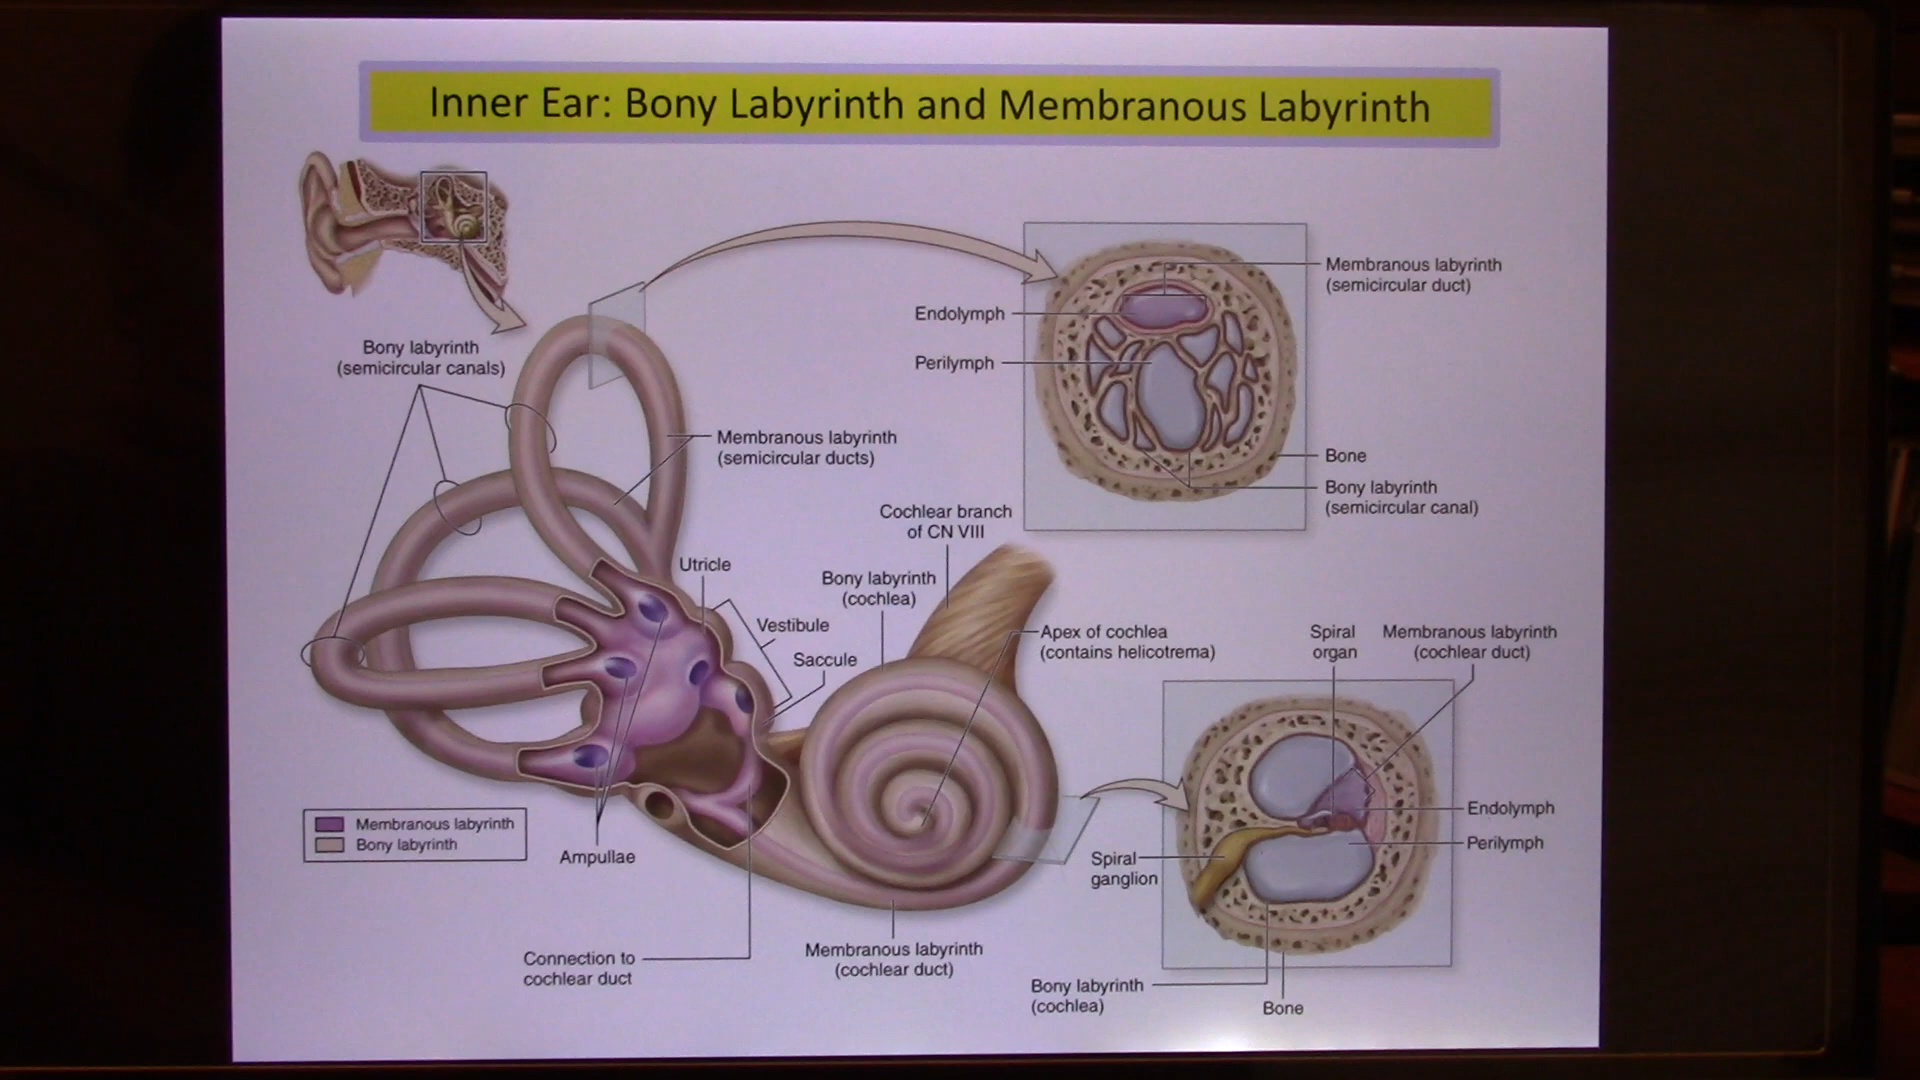 Inner Ear: Bony Labyrinth and Membranous Labyrinth
Membranous labyrinth
(semicircular duct)
Endolymph
Perilymph
Bone
Bony labyrinth
(semicircular canal)
Bony labyrinth
(semicircular canals)
Membranous labyrinth
(semicircular ducts)
Cochlear branch
of CN VIII
Utricle
Bony labyrinth
(cochlea)
Vestibule
Saccule
Apex of cochlea
(contains helicotrema)
Spiral
organ
Membranous labyrinth
(cochlear duct)
Endolymph
Perilymph
Spiral
ganglion
Membranous labyrinth
Bony labyrinth
Ampullae
Connection to
cochlear duct
Membranous labyrinth
(cochlear duct)
Bony labyrinth
(cochlea)
Bone